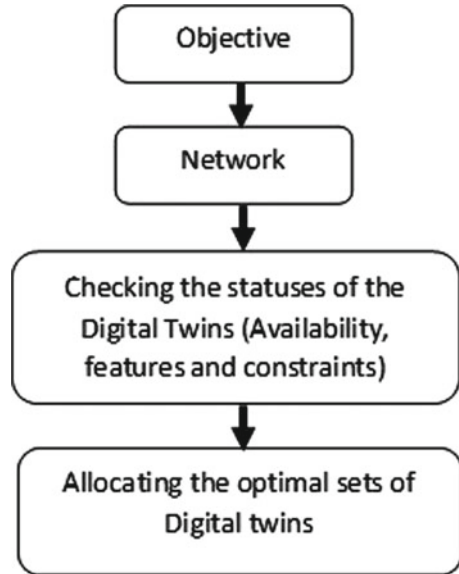 Objective
Network
Checking the statuses of the
Digital Twins (Availability,
features and constraints)
Allocating the optimal sets of
Digital twins